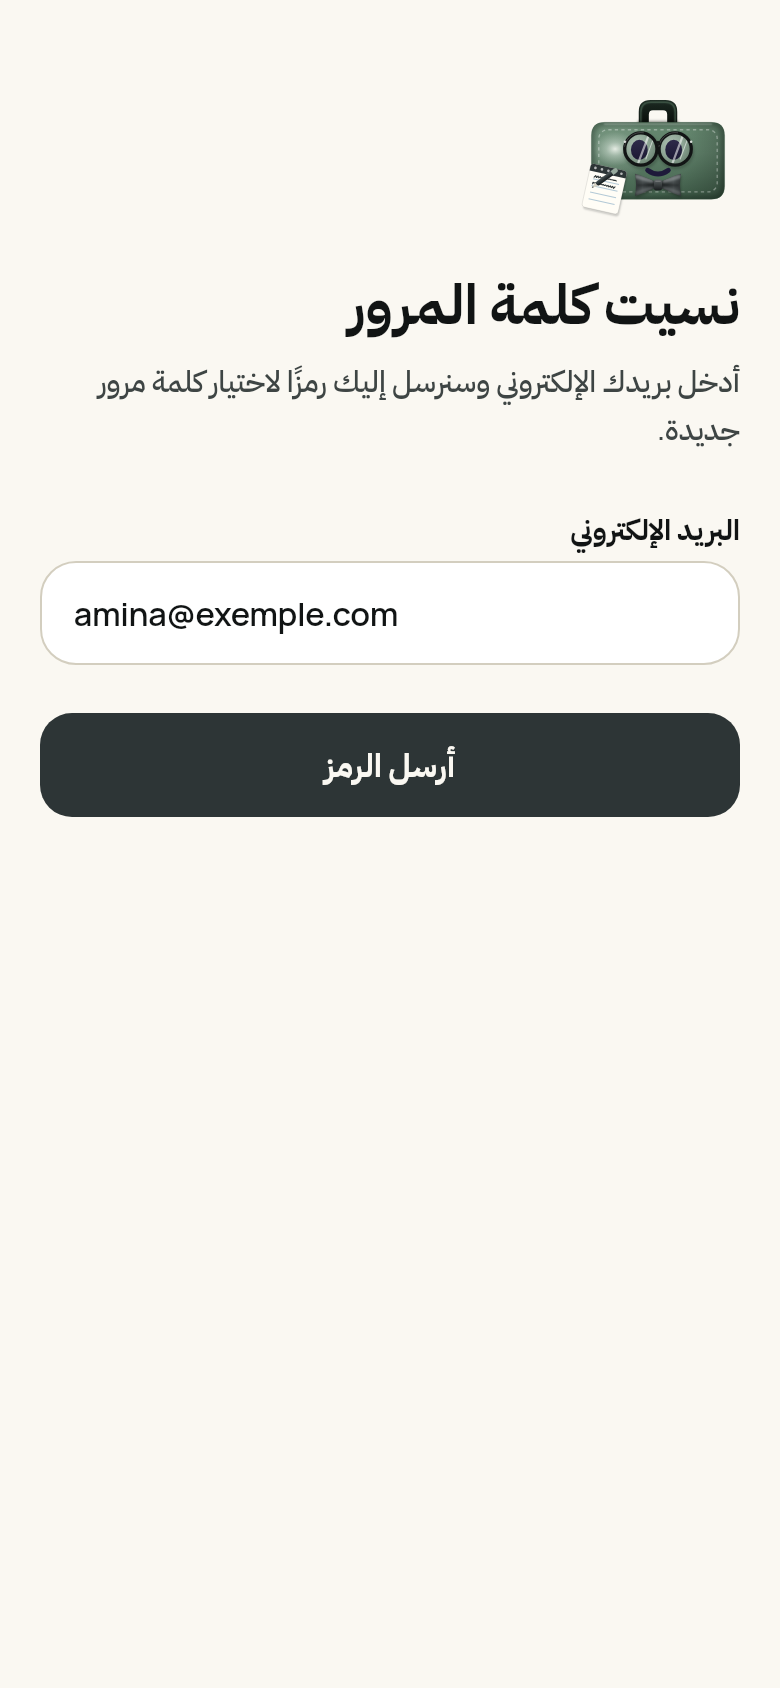 نسيت كلمة المرور
أدخل بريدك الإلكتروني وسنرسل إليك رمزًا لاختيار كلمة مرور
جديدة.
البريد الإلكتروني
amina@exemple.com
أرسل الرمز